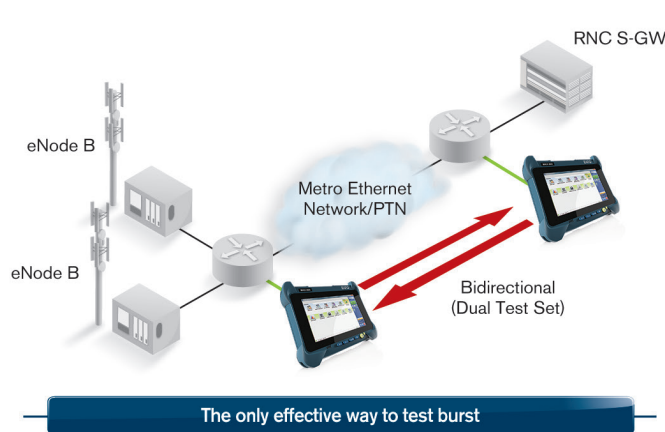 RNC S-GW
eNode B
Metro Ethernet
Network/PTN
eNode B
Bidirectional
(Dual Test Set)
The only effective way to test burst